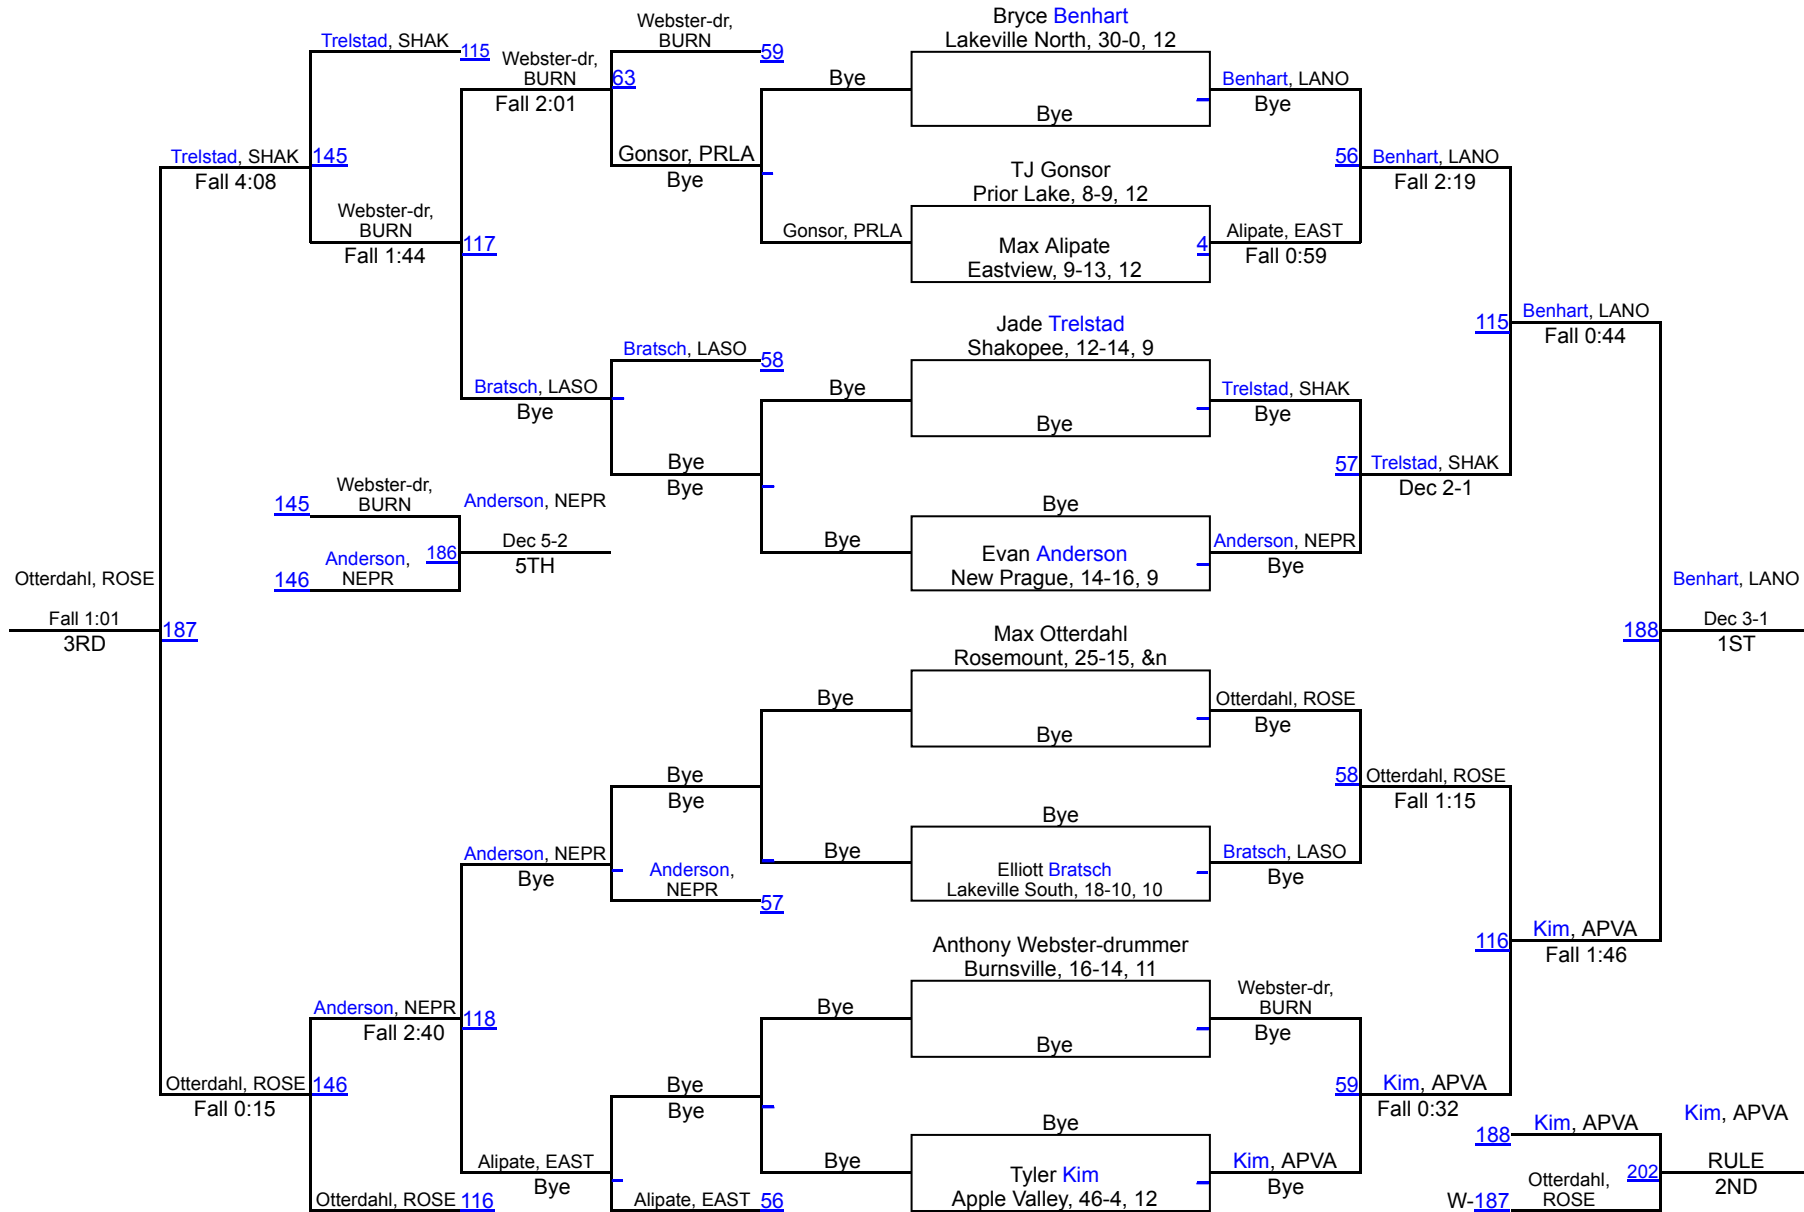 Trelstad, SHAK
115
Trelstad, SHAK
145
Fall 4:08
Webster-dr,
BURN
Fall 1:44
117
Webster-dr,
BURN
Fall 2:01
63
Webster-dr,
BURN
59
Gonsor, PRLA
Bye
Bratsch, LASO
58
Bratsch, LASO
Bye
Bye
Bye
Webster-dr,
BURN
145
Anderson, NEPR
Anderson,
NEPR
146
186
Dec 5-2
5TH
Otterdahl, ROSE
Fall 1:01
3RD
187
Bye
Bye
Anderson, NEPR
Bye
Anderson,
NEPR
57
Anderson, NEPR
118
Fall 2:40
Otterdahl, ROSE
146
Fall 0:15
Bye
Bye
Alipate, EAST
Bye
Otterdahl, ROSE
116
Alipate, EAST
56
Bryce Benhart
Lakeville North, 30-0, 12
Bye
Bye
Benhart, LANO
Bye
TJ Gonsor
Prior Lake, 8-9, 12
Gonsor, PRLA
Max Alipate
Eastview, 9-13, 12
4
Alipate, EAST
Fall 0:59
56
Benhart, LANO
Fall 2:19
Jade Trelstad
Shakopee, 12-14, 9
Bye
Bye
Trelstad, SHAK
Bye
Bye
Bye
Evan Anderson
New Prague, 14-16, 9
Anderson, NEPR
Bye
57
Trelstad, SHAK
Dec 2-1
115
Benhart, LANO
Fall 0:44
Max Otterdahl
Rosemount, 25-15, &n
Bye
Bye
Otterdahl, ROSE
Bye
Bye
Bye
Elliott Bratsch
Lakeville South, 18-10, 10
Bratsch, LASO
Bye
58
Otterdahl, ROSE
Fall 1:15
Anthony Webster-drummer
Burnsville, 16-14, 11
Bye
Bye
Webster-dr,
BURN
Bye
Bye
Bye
Tyler Kim
Apple Valley, 46-4, 12
Kim, APVA
Bye
59
Kim, APVA
Fall 0:32
116
Kim, APVA
Fall 1:46
Benhart, LANO
188
Dec 3-1
1ST
Kim, APVA
188
Kim, APVA
Otterdahl,
ROSE
W-187
202
RULE
2ND